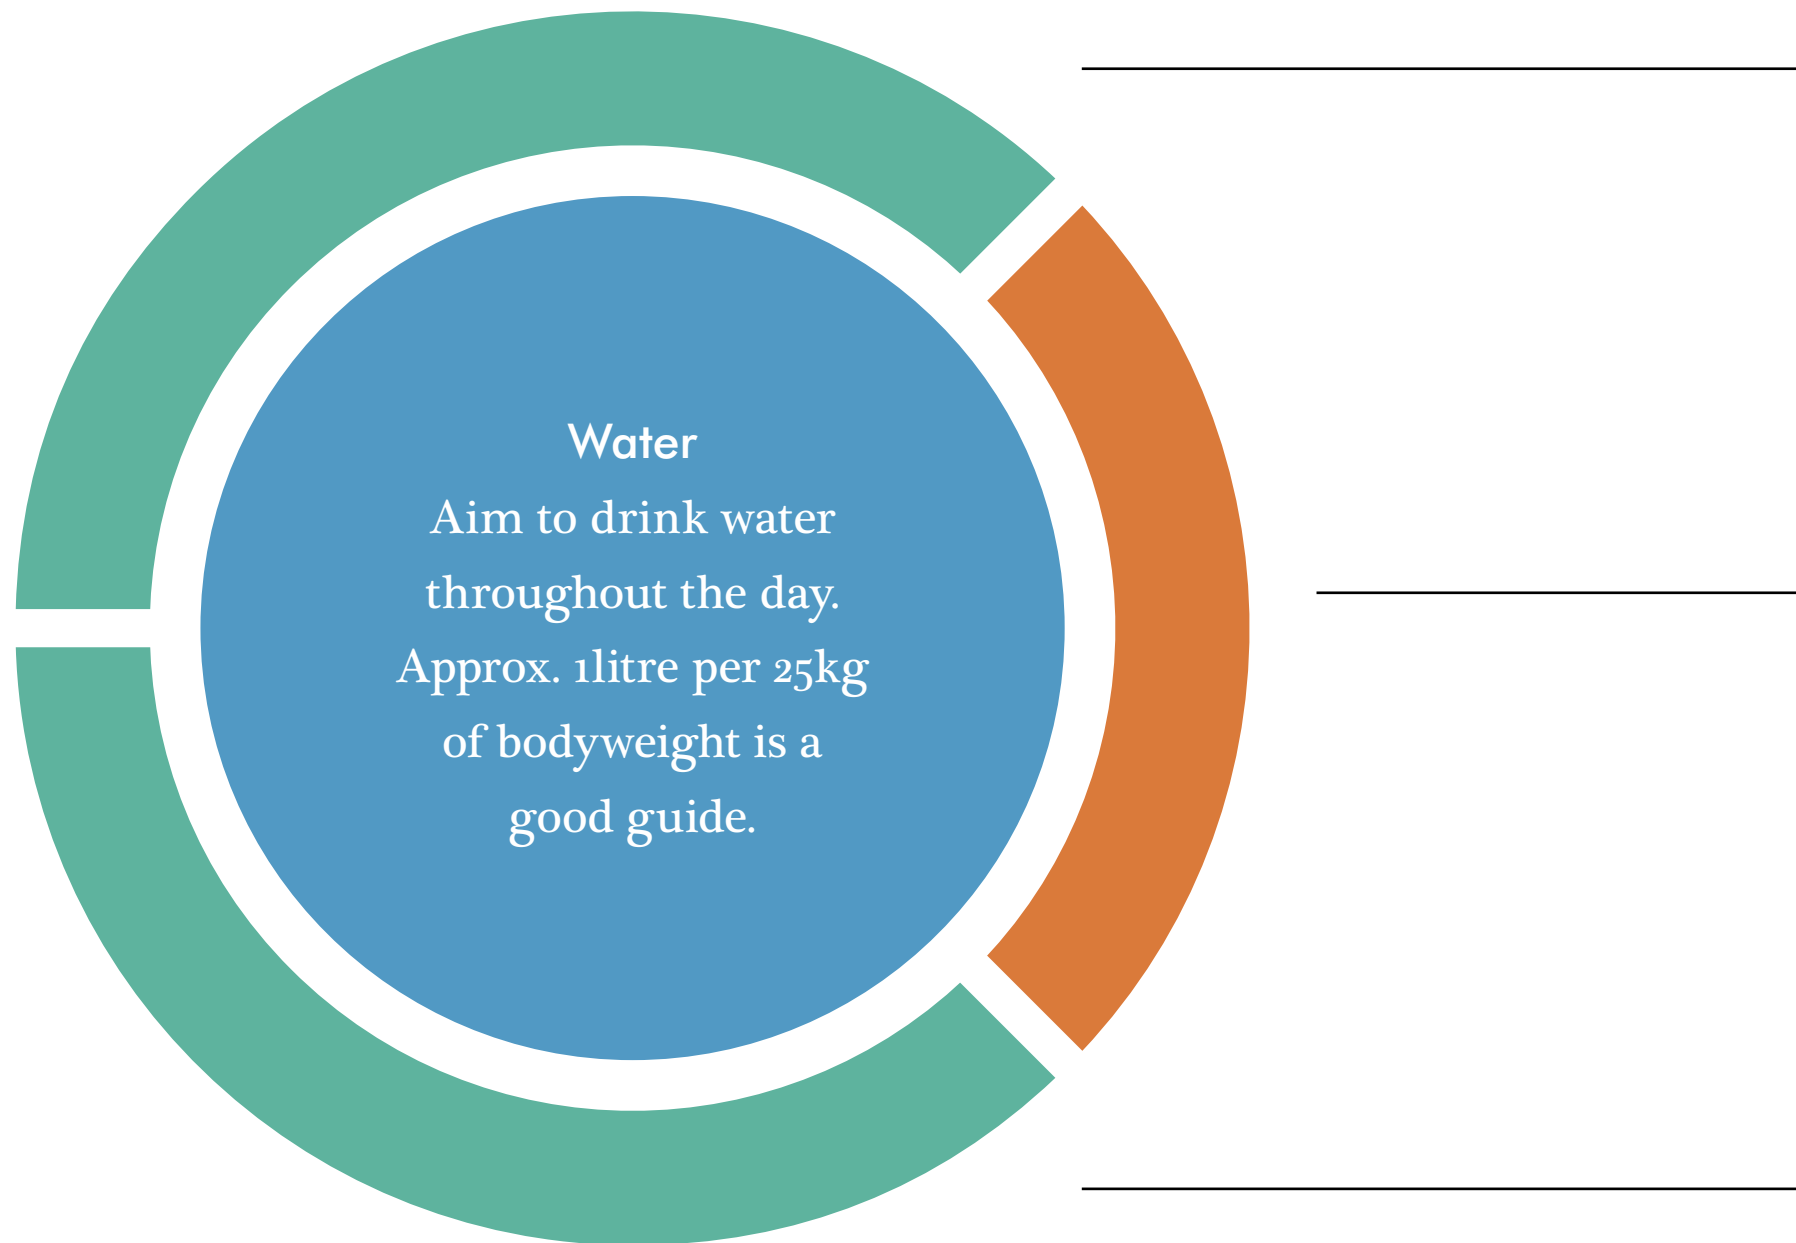 Water
Aim to drink water
throughout the day.
Approx. 1litre per 25kg
of bodyweight is a
good guide.